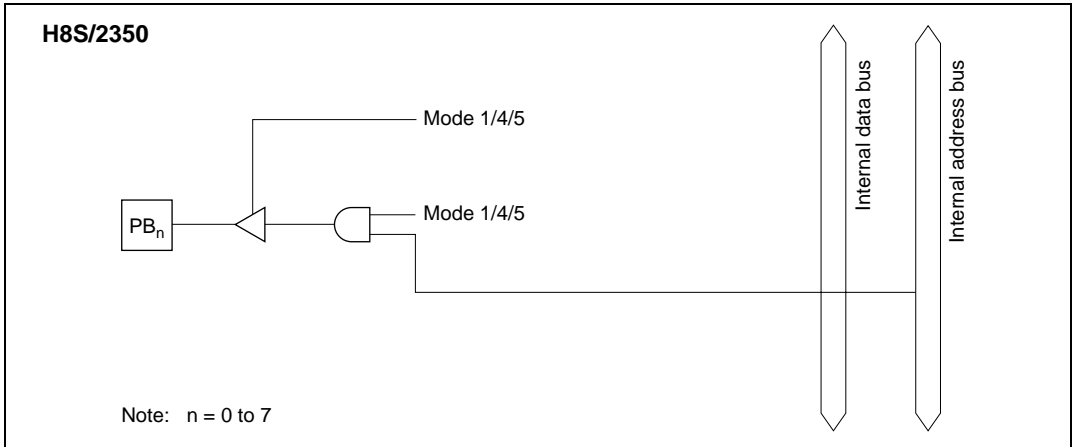 H8S/2350
Mode 1/4/5
Mode 1/4/5
PBn
Internal data bus
Internal address bus
Note: n = 0 to 7